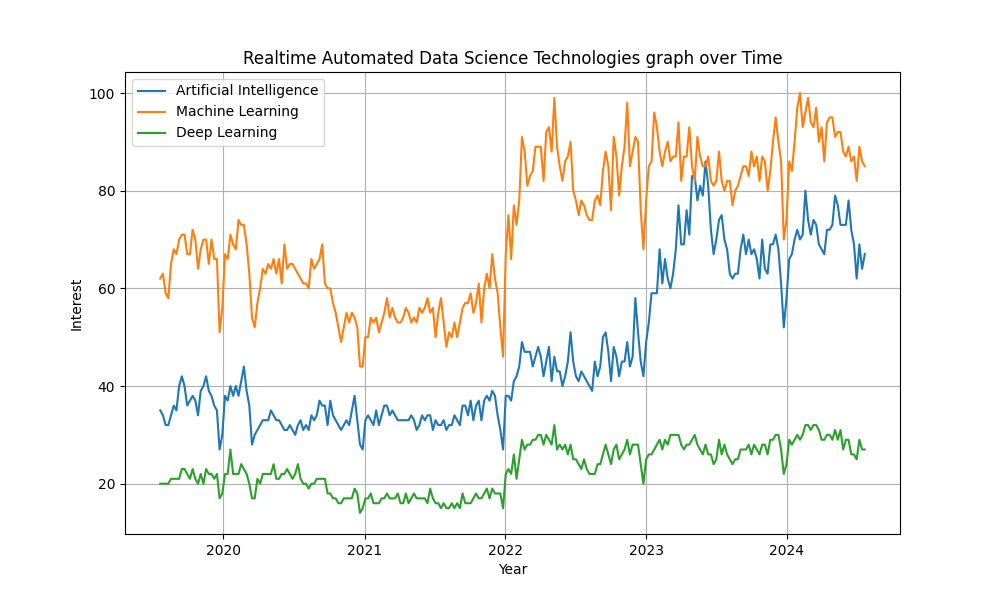 Realtime Automated Data Science Technologies graph over Time
Artificial Intelligence
Machine Learning
Deep Learning
100
80
60
40
20
Interest
2020 2021 2022 2023 2024
Year